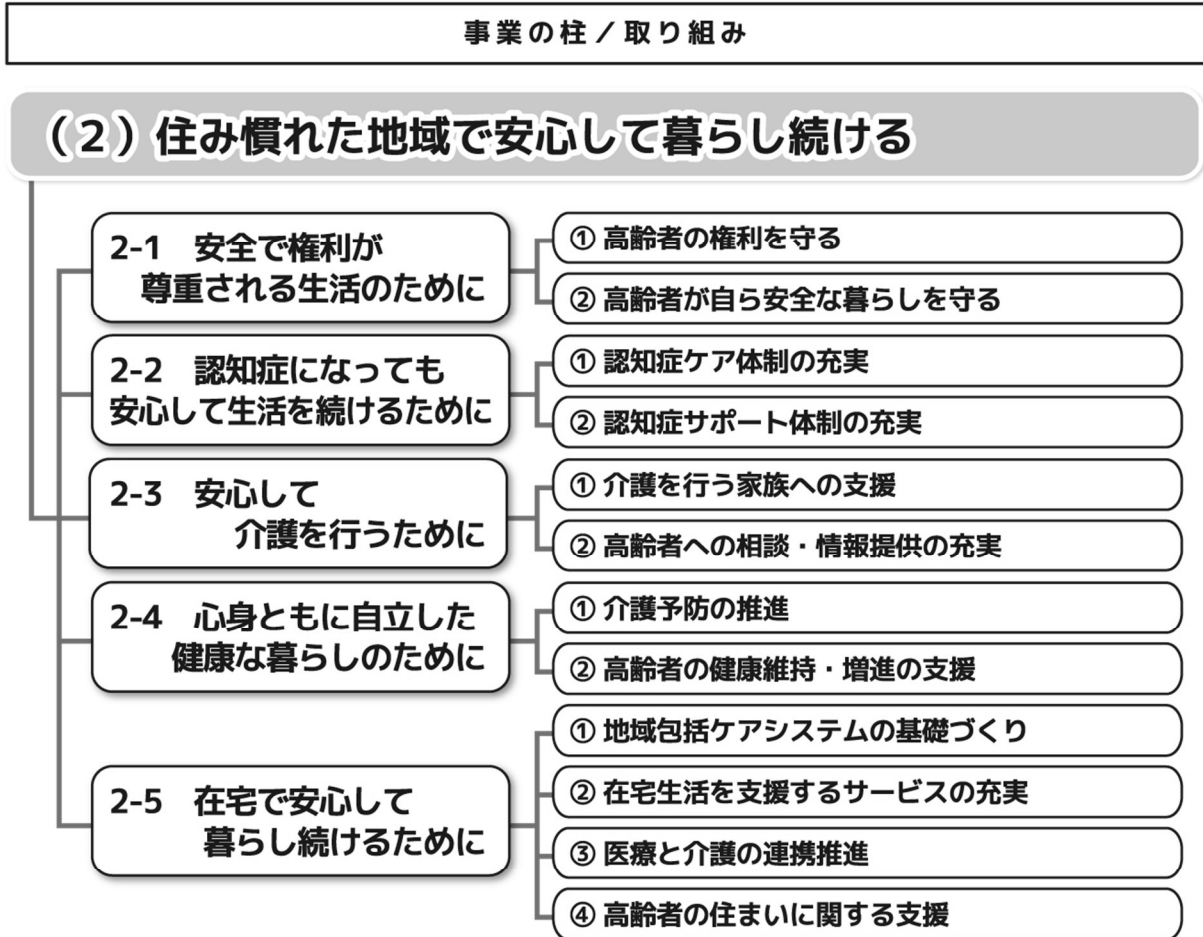 事業の柱／取り組み
（２）住み慣れた地域で安心して暮らし続ける
2-1　安全で権利が
尊重される生活のために
① 高齢者の権利を守る
② 高齢者が自ら安全な暮らしを守る
2-2　認知症になっても
安心して生活を続けるために
① 認知症ケア体制の充実
② 認知症サポート体制の充実
2-3　安心して
介護を行うために
① 介護を行う家族への支援
② 高齢者への相談・情報提供の充実
2-4　心身ともに自立した
健康な暮らしのために
① 介護予防の推進
② 高齢者の健康維持・増進の支援
2-5　在宅で安心して
暮らし続けるために
① 地域包括ケアシステムの基礎づくり
② 在宅生活を支援するサービスの充実
③ 医療と介護の連携推進
④ 高齢者の住まいに関する支援